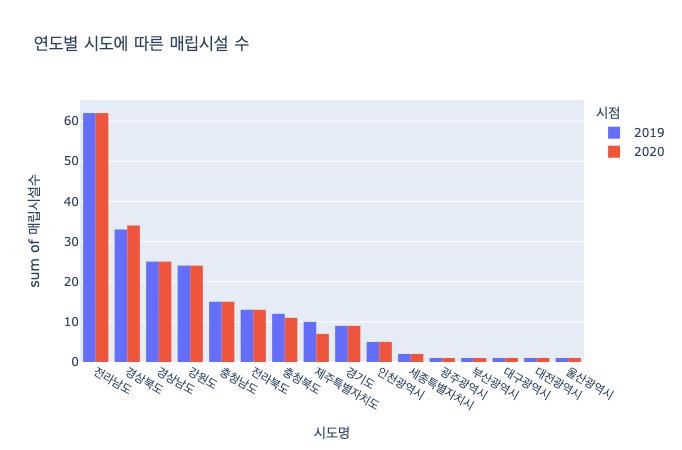 연도별 시도에 따른 매립시설 수
시점
2019
2020
sum of 매립시설수
60
50
40
30
20
10
0
전라남도
경상북도
경상남도
강원도
충청남도
전라북도
충청북도
제주특별자치도
경기도
인천광역시
세종특별자치시
광주광역시
부산광역시
대구광역시
대전광역시
울산광역시
시도명